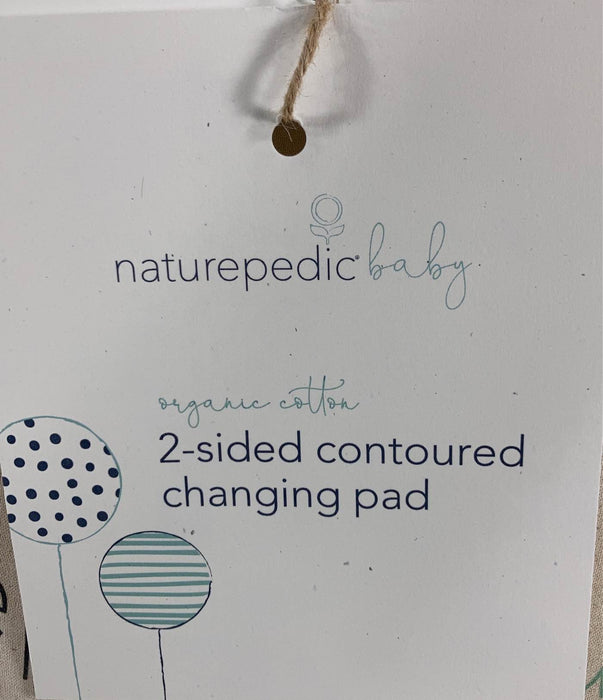 naturepedic® baby
organic cotton
2-sided contoured
changing pad